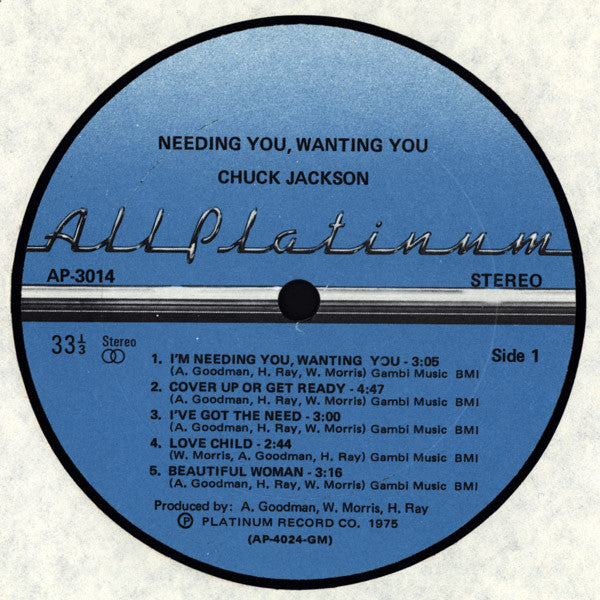 NEEDING YOU, WANTING YOU
CHUCK JACKSON
All Platinum
AP-3014 STEREO
33 1/3 Stereo Side 1
1. I'M NEEDING YOU, WANTING YOU - 3:05
(A. Goodman, H. Ray, W. Morris) Gambi Music BMI
2. COVER UP OR GET READY - 4:47
(A. Goodman, H. Ray, W. Morris) Gambi Music BMI
3. I'VE GOT THE NEED - 3:00
(A. Goodman, H. Ray, W. Morris) Gambi Music BMI
4. LOVE CHILD - 2:44
(W. Morris, A. Goodman, H. Ray) Gambi Music BMI
5. BEAUTIFUL WOMAN - 3:16
(A. Goodman, H. Ray, W. Morris) Gambi Music BMI
Produced by: A. Goodman, W. Morris, H. Ray
Ⓟ PLATINUM RECORD CO. 1975
(AP-4024-GM)